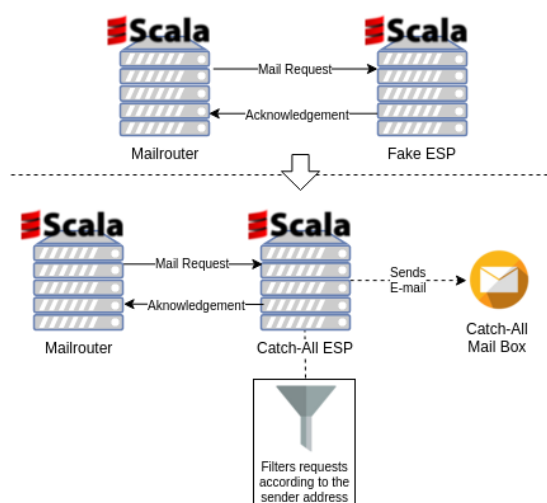 Scala
Scala
Mail Request
Acknowledgement
Mailrouter
Fake ESP
Scala
Scala
Mail Request
Aknowledgement
Sends
E-mail
Mailrouter
Catch-All ESP
Catch-All
Mail Box
Filters requests
according to the
sender address